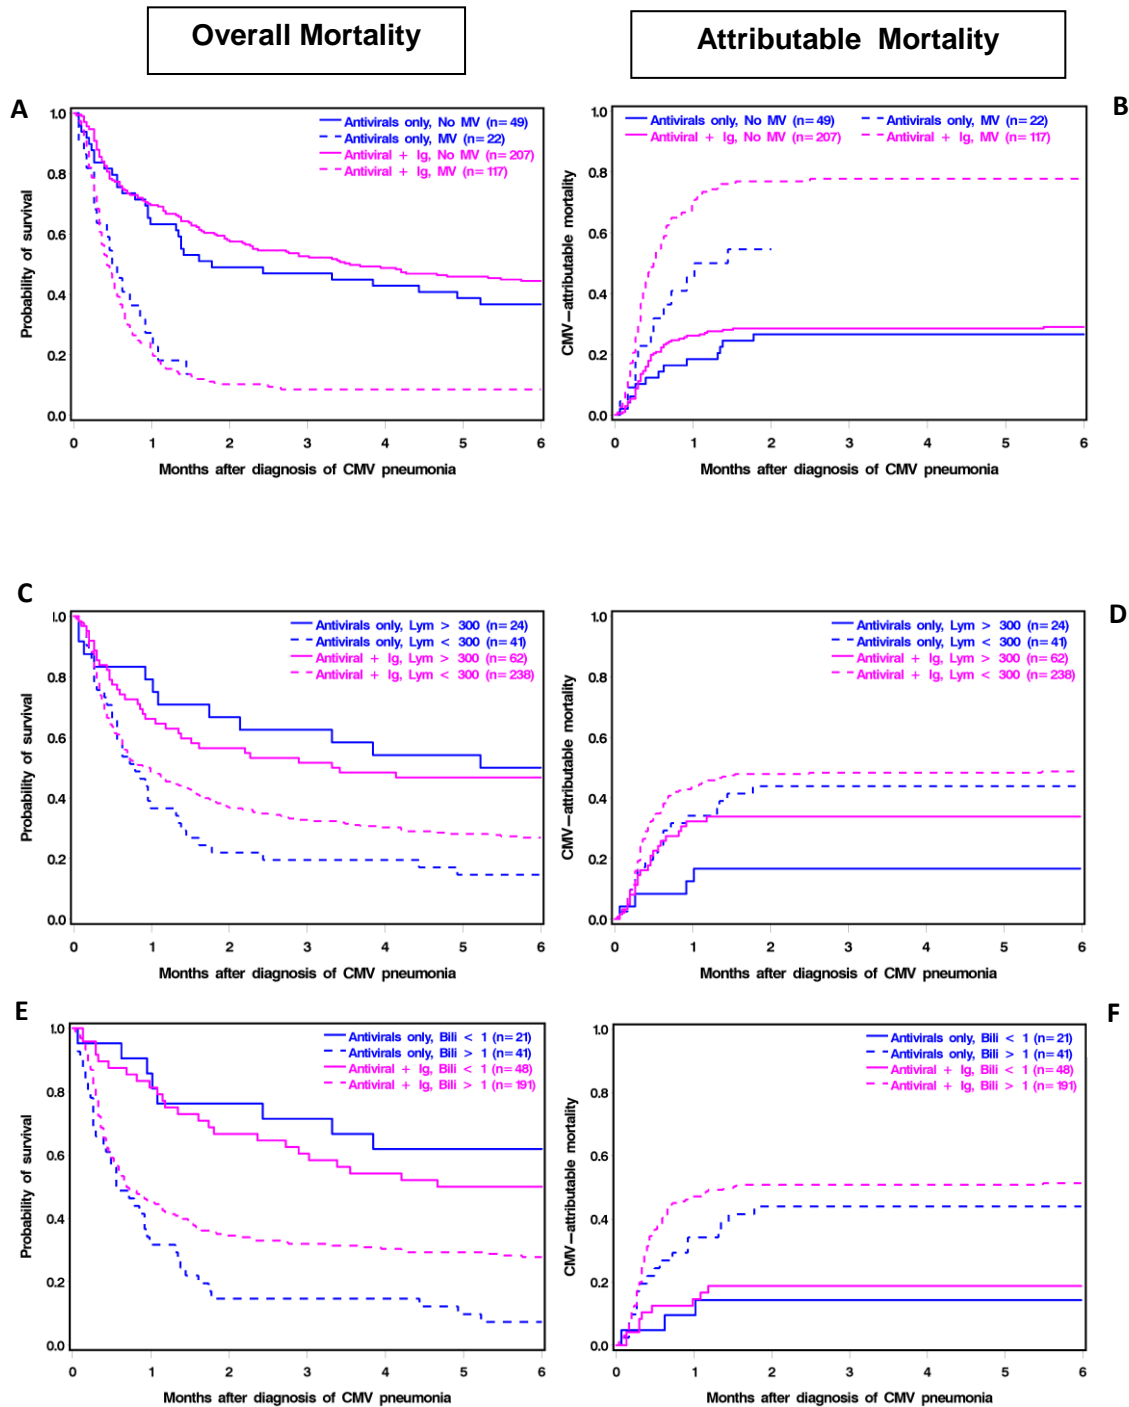 Overall Mortality
Attributable Mortality
A
1.0
0.8
0.6
0.4
0.2
0.0
Probability of survival
Antivirals only, No MV (n=49)
Antivirals only, MV (n=22)
Antiviral + Ig, No MV (n=207)
Antiviral + Ig, MV (n=117)
0 1 2 3 4 5 6
Months after diagnosis of CMV pneumonia
B
1.0
0.8
0.6
0.4
0.2
0.0
CMV-attributable mortality
Antivirals only, No MV (n=49) Antivirals only, MV (n=22)
Antiviral + Ig, No MV (n=207) Antiviral + Ig, MV (n=117)
0 1 2 3 4 5 6
Months after diagnosis of CMV pneumonia
C
1.0
0.8
0.6
0.4
0.2
0.0
Probability of survival
Antivirals only, Lym > 300 (n=24)
Antivirals only, Lym < 300 (n=41)
Antiviral + Ig, Lym > 300 (n=62)
Antiviral + Ig, Lym < 300 (n=238)
0 1 2 3 4 5 6
Months after diagnosis of CMV pneumonia
D
1.0
0.8
0.6
0.4
0.2
0.0
CMV-attributable mortality
Antivirals only, Lym > 300 (n=24)
Antivirals only, Lym < 300 (n=41)
Antiviral + Ig, Lym > 300 (n=62)
Antiviral + Ig, Lym < 300 (n=238)
0 1 2 3 4 5 6
Months after diagnosis of CMV pneumonia
E
1.0
0.8
0.6
0.4
0.2
0.0
Probability of survival
Antivirals only, Bili < 1 (n=21)
Antivirals only, Bili > 1 (n=41)
Antiviral + Ig, Bili < 1 (n=48)
Antiviral + Ig, Bili > 1 (n=191)
0 1 2 3 4 5 6
Months after diagnosis of CMV pneumonia
F
1.0
0.8
0.6
0.4
0.2
0.0
CMV-attributable mortality
Antivirals only, Bili < 1 (n=21)
Antivirals only, Bili > 1 (n=41)
Antiviral + Ig, Bili < 1 (n=48)
Antiviral + Ig, Bili > 1 (n=191)
0 1 2 3 4 5 6
Months after diagnosis of CMV pneumonia